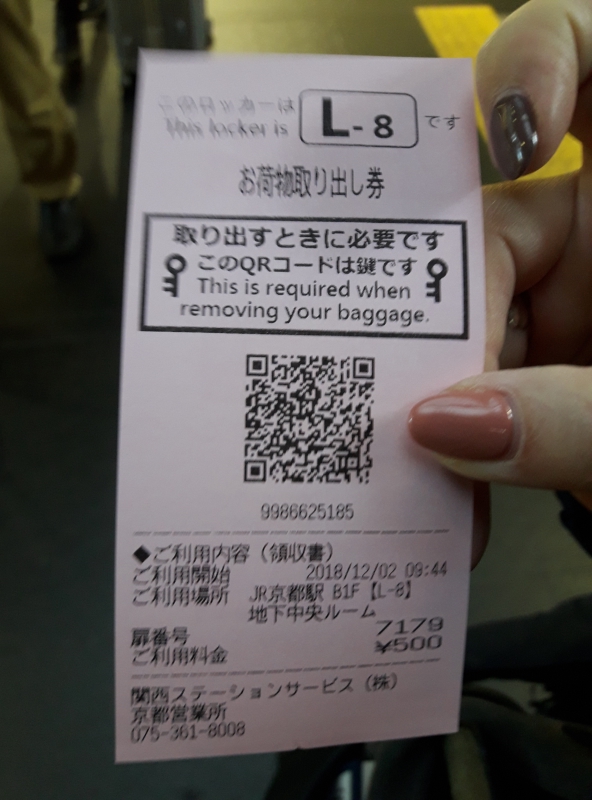 このロッカーは
This locker is
L-8
です
お荷物取り出し券
取り出すときに必要です
このQRコードは鍵です
This is required when
removing your baggage.
9986625185
◆ご利用内容（領収書）
ご利用開始 2018/12/02 09:44
ご利用場所 JR京都駅 B1F【L-8】
地下中央ルーム
扉番号 7179
ご利用料金 ¥500
関西ステーションサービス（株）
京都営業所
075-361-8008